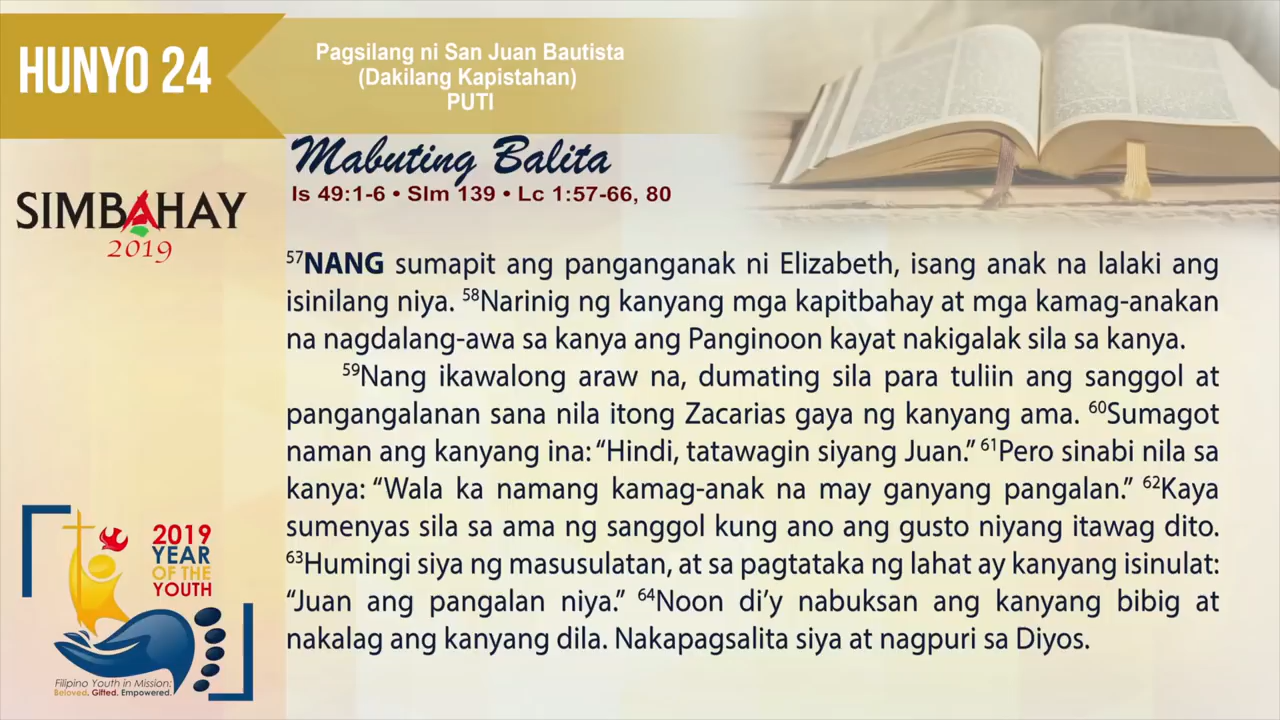 HUNYO 24
Pagsilang ni San Juan Bautista
(Dakilang Kapistahan)
PUTI
Mabuting Balita
Is 49:1-6 • Slm 139 • Lc 1:57-66, 80
SIMBAHAY
2019
⁵⁷NANG sumapit ang panganganak ni Elizabeth, isang anak na lalaki ang
isinilang niya. ⁵⁸Narinig ng kanyang mga kapitbahay at mga kamag-anakan
na nagdalang-awa sa kanya ang Panginoon kayat nakigalak sila sa kanya.
⁵⁹Nang ikawalong araw na, dumating sila para tuliin ang sanggol at
pangangalanan sana nila itong Zacarias gaya ng kanyang ama. ⁶⁰Sumagot
naman ang kanyang ina: “Hindi, tatawagin siyang Juan.” ⁶¹Pero sinabi nila sa
kanya: “Wala ka namang kamag-anak na may ganyang pangalan.” ⁶²Kaya
sumenyas sila sa ama ng sanggol kung ano ang gusto niyang itawag dito.
⁶³Humingi siya ng masusulatan, at sa pagtataka ng lahat ay kanyang isinulat:
“Juan ang pangalan niya.” ⁶⁴Noon di’y nabuksan ang kanyang bibig at
nakalag ang kanyang dila. Nakapagsalita siya at nagpuri sa Diyos.
2019
YEAR
OF THE
YOUTH
Filipino Youth in Mission:
Beloved. Gifted. Empowered.